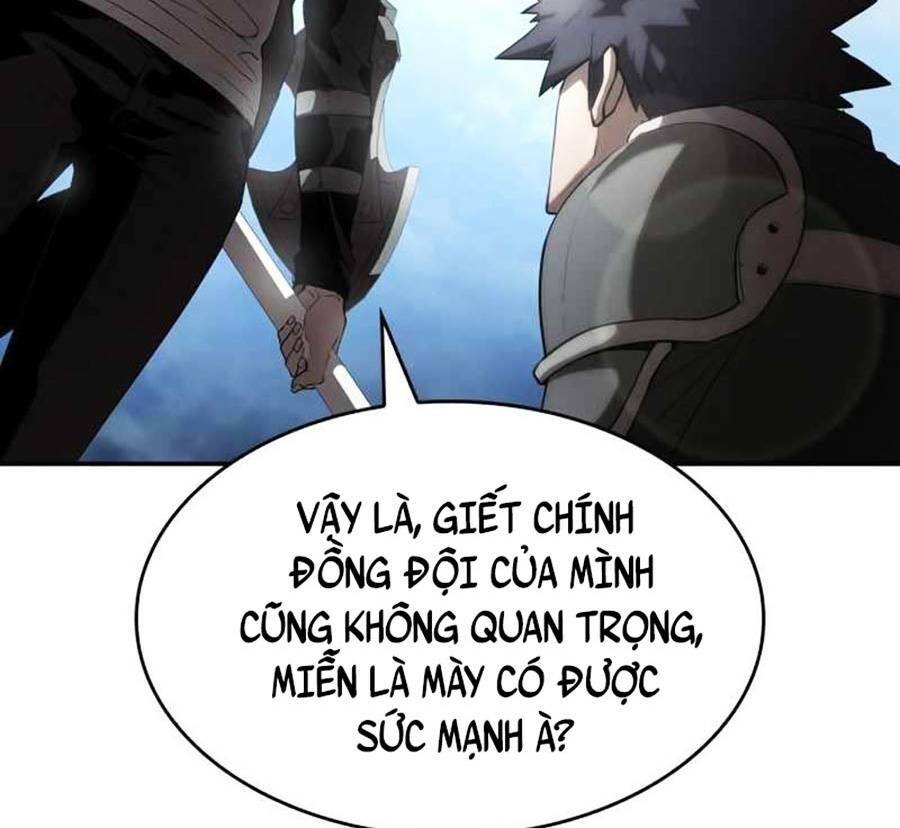 VẬY LÀ, GIẾT CHÍNH
ĐỒNG ĐỘI CỦA MÌNH
CŨNG KHÔNG QUAN TRỌNG,
MIỄN LÀ MÀY CÓ ĐƯỢC
SỨC MẠNH À?